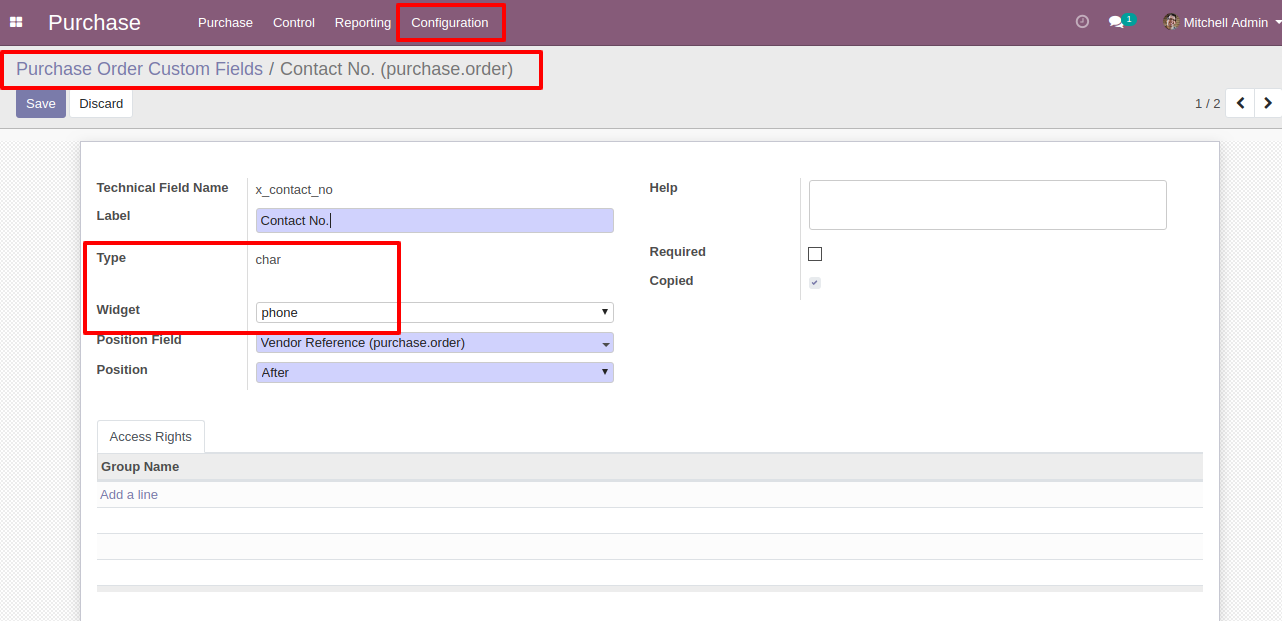 Purchase Purchase Control Reporting Configuration 1 Mitchell Admin
Purchase Order Custom Fields / Contact No. (purchase.order)
Save Discard 1 / 2
Technical Field Name x_contact_no Help
Label Contact No.
Type char Required
Copied
Widget phone
Position Field Vendor Reference (purchase.order)
Position After
Access Rights
Group Name
Add a line